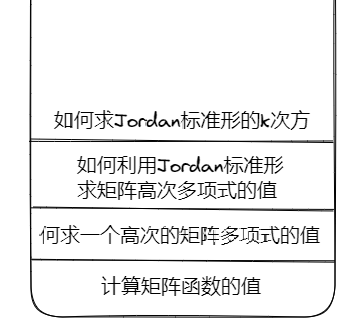 如何求Jordan标准形的k次方
如何利用Jordan标准形
求矩阵高次多项式的值
何求一个高次的矩阵多项式的值
计算矩阵函数的值